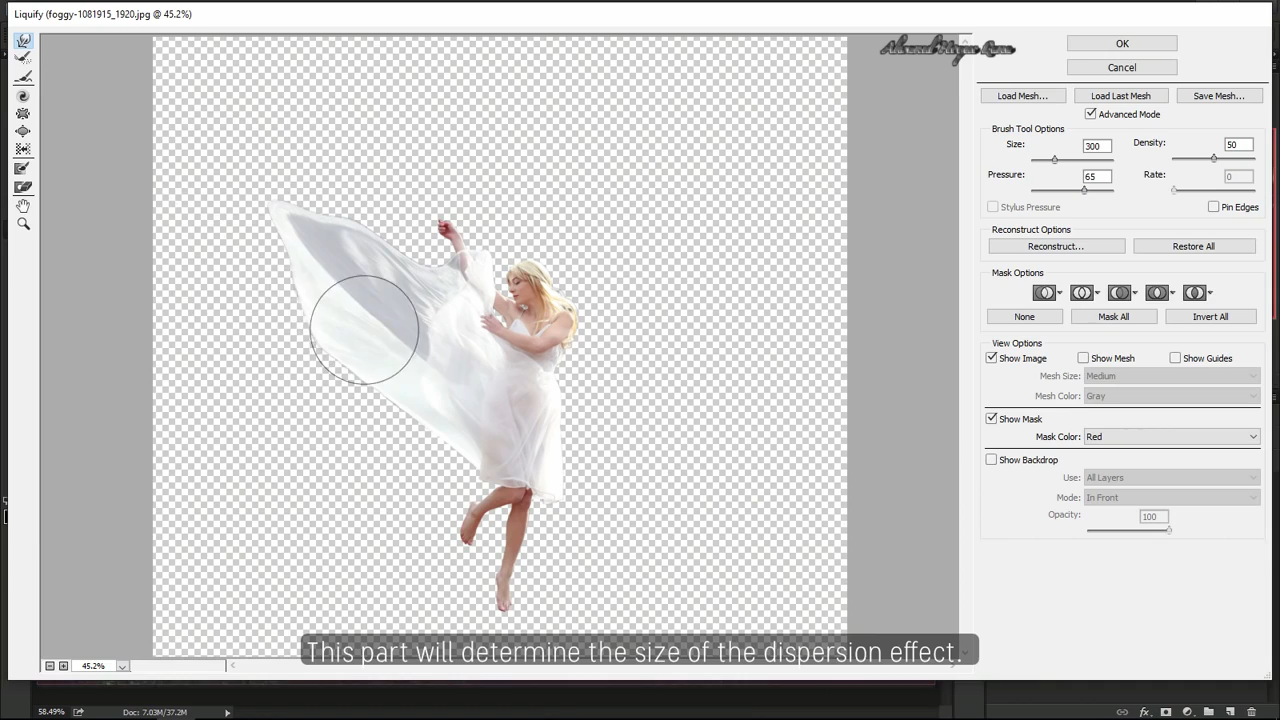 Liquify (foggy-1081915_1920.jpg @ 45.2%)
OK
Cancel
Load Mesh...
Load Last Mesh
Save Mesh...
Advanced Mode
Brush Tool Options
Size: 300
Density: 50
Pressure: 65
Rate: 0
Stylus Pressure
Pin Edges
Reconstruct Options
Reconstruct...
Restore All
Mask Options
None
Mask All
Invert All
View Options
Show Image
Show Mesh
Show Guides
Mesh Size: Medium
Mesh Color: Gray
Show Mask
Mask Color: Red
Show Backdrop
Use: All Layers
Mode: In Front
Opacity: 100
This part will determine the size of the dispersion effect.
45.2%
58.49%
Doc: 7.03M/37.2M
fx